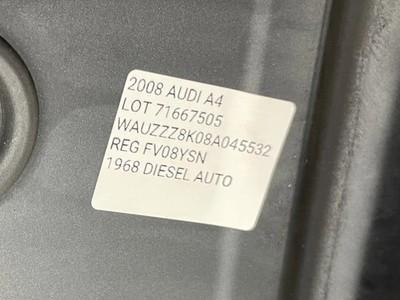 2008 AUDI A4
LOT 71667505
WAUZZZ8K08A045532
REG FV08YSN
1968 DIESEL AUTO